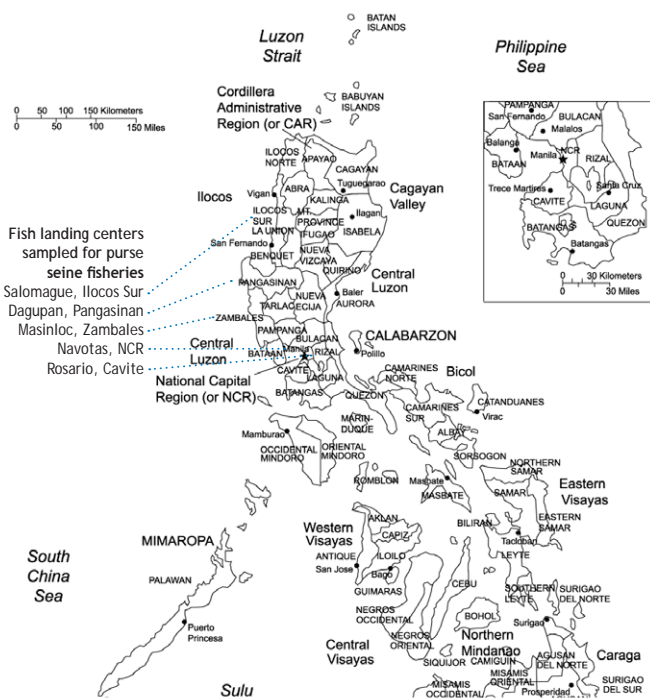 BATAN
ISLANDS
Luzon
Strait
Philippine
Sea
BABUYAN
ISLANDS
Cordillera
Administrative
Region (or CAR)
0 50 100 150 Kilometers
0 50 100 150 Miles
PAMPANGA
San Fernando
BULACAN
Malalos
Balanga
NCR
Manila
BATAAN
RIZAL
Trece Martires
Santa Cruz
CAVITE
LAGUNA
QUEZON
BATANGAS
Batangas
0 30 Kilometers
0 30 Miles
ILOCOS
NORTE
APAYAO
CAGAYAN
Tuguegarao
Ilocos
Vigan
ABRA
KALINGA
Cagayan
Valley
ILOCOS
SUR
MT.
PROVINCE
Ilagan
ISABELA
LA UNION
IFUGAO
San Fernando
BENQUET
NUEVA
VIZCAYA
QUIRINO
Fish landing centers
sampled for purse
seine fisheries
Salomague, Ilocos Sur
Dagupan, Pangasinan
Masinloc, Zambales
Navotas, NCR
Rosario, Cavite
Central
Luzon
PANGASINAN
Baler
AURORA
NUEVA
ECIJA
TARLAC
ZAMBALES
PAMPANGA
BULACAN
CALABARZON
Central
Luzon
Manila
BATAAN
RIZAL
Polillo
CAVITE
LAGUNA
National Capital
Region (or NCR)
BATANGAS
QUEZON
CAMARINES
NORTE
Bicol
CATANDUANES
Virac
CAMARINES
SUR
MARIN-
DUQUE
ALBAY
Mamburao
OCCIDENTAL
MINDORO
ORIENTAL
MINDORO
SORSOGON
NORTHERN
SAMAR
ROMBLON
Masbate
MASBATE
SAMAR
Eastern
Visayas
EASTERN
SAMAR
Western
Visayas
AKLAN
CAPIZ
BILIRAN
Tacloban
LEYTE
MIMAROPA
ANTIQUE
San Jose
ILOILO
Bago
South
China
Sea
PALAWAN
GUIMARAS
CEBU
SOUTHERN
LEYTE
SURIGAO
DEL NORTE
NEGROS
OCCIDENTAL
BOHOL
Surigao
Puerto
Princesa
NEGROS
ORIENTAL
Central
Visayas
Northern
Mindanao
Caraga
SIQUIJOR
CAMIGUIN
AGUSAN
DEL NORTE
MISAMIS
ORIENTAL
SURIGAO
DEL SUR
Sulu
MISAMIS
OCCIDENTAL
Prosperidad